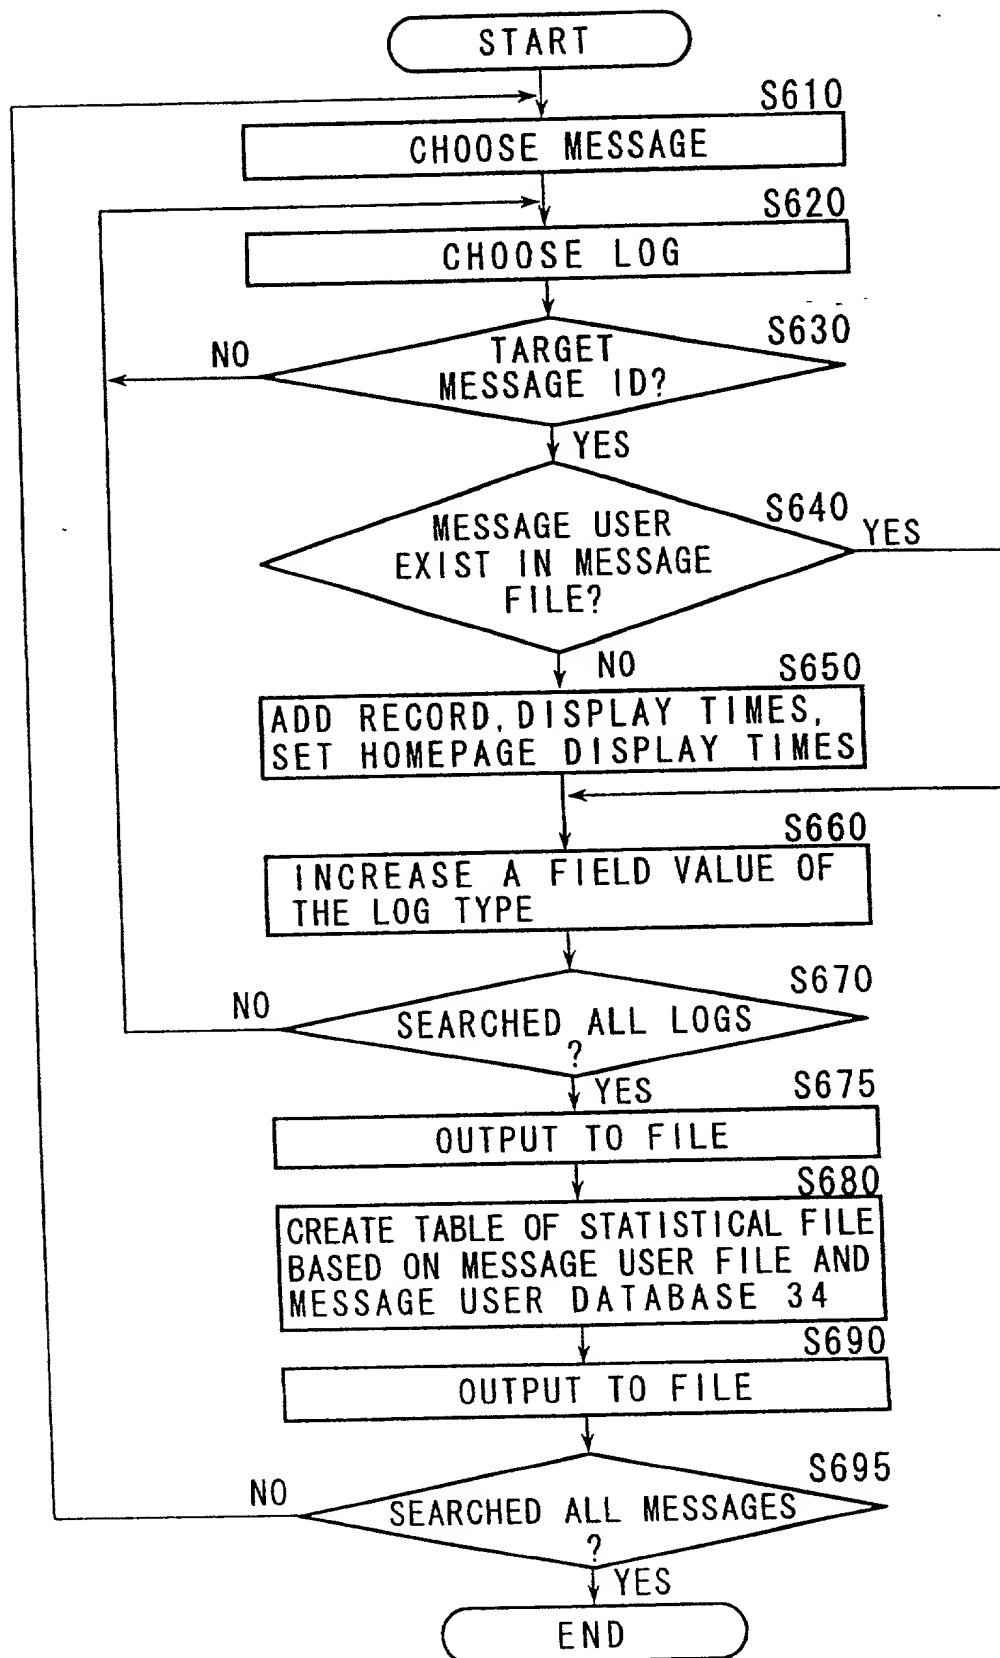 START
S610
CHOOSE MESSAGE
S620
CHOOSE LOG
S630
NO
TARGET
MESSAGE ID?
YES
S640
YES
MESSAGE USER
EXIST IN MESSAGE
FILE?
NO
S650
ADD RECORD, DISPLAY TIMES,
SET HOMEPAGE DISPLAY TIMES
S660
INCREASE A FIELD VALUE OF
THE LOG TYPE
S670
NO
SEARCHED ALL LOGS
?
YES
S675
OUTPUT TO FILE
S680
CREATE TABLE OF STATISTICAL FILE
BASED ON MESSAGE USER FILE AND
MESSAGE USER DATABASE 34
S690
OUTPUT TO FILE
S695
NO
SEARCHED ALL MESSAGES
?
YES
END